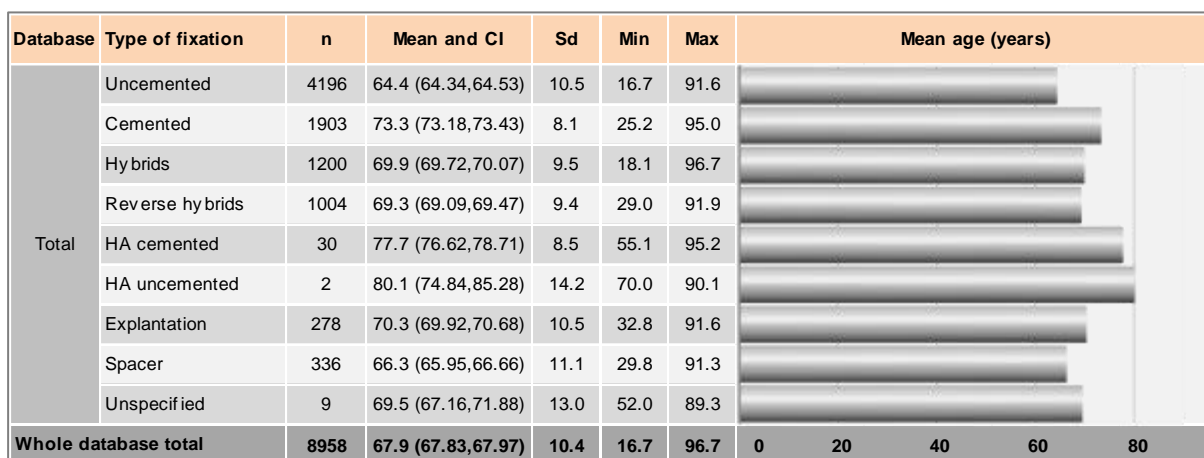 Database Type of fixation n Mean and CI Sd Min Max Mean age (years)
Uncemented 4196 64.4 (64.34,64.53) 10.5 16.7 91.6
Cemented 1903 73.3 (73.18,73.43) 8.1 25.2 95.0
Hybrids 1200 69.9 (69.72,70.07) 9.5 18.1 96.7
Reverse hybrids 1004 69.3 (69.09,69.47) 9.4 29.0 91.9
Total HA cemented 30 77.7 (76.62,78.71) 8.5 55.1 95.2
HA uncemented 2 80.1 (74.84,85.28) 14.2 70.0 90.1
Explantation 278 70.3 (69.92,70.68) 10.5 32.8 91.6
Spacer 336 66.3 (65.95,66.66) 11.1 29.8 91.3
Unspecified 9 69.5 (67.16,71.88) 13.0 52.0 89.3
Whole database total 8958 67.9 (67.83,67.97) 10.4 16.7 96.7 0 20 40 60 80